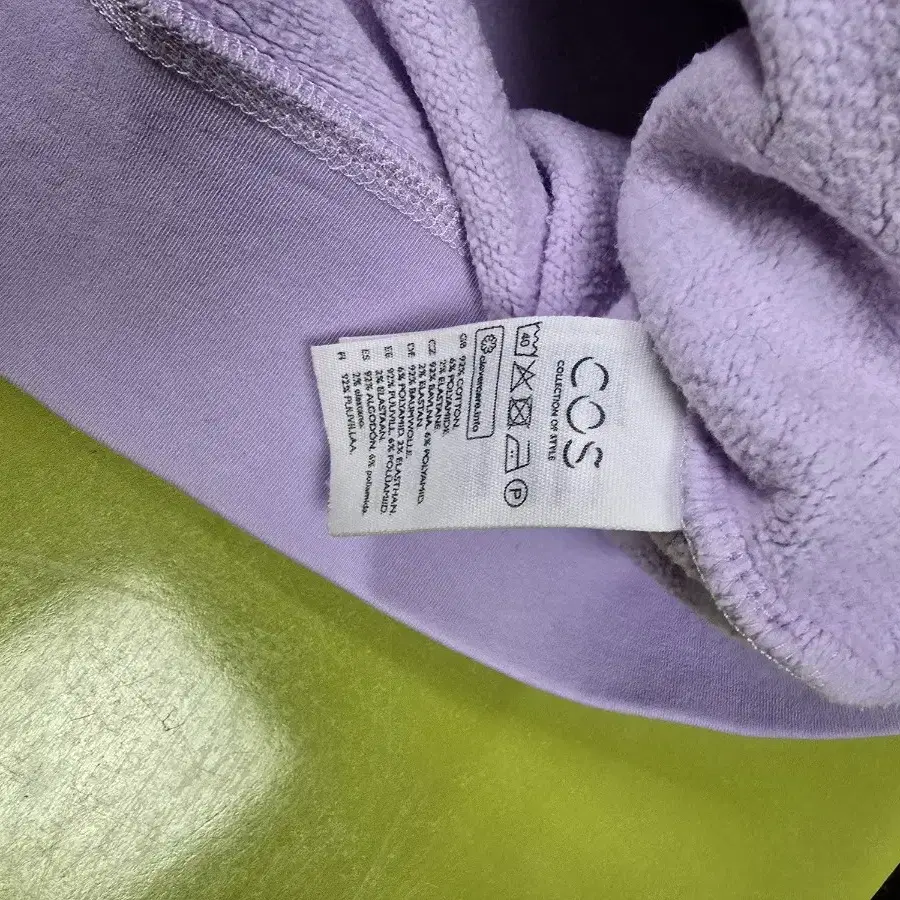 COS
COLLECTION OF STYLE
40
P
clevercare.info
GB 92% COTTON.
6% POLYAMIDE.
2% ELASTANE
CZ 92% BAVLNA, 6% POLYAMID,
2% ELASTAN.
DE 92% BAUMWOLLE.
6% POLYAMID. 2% ELASTHAN.
EE 92% PUUVILL, 6% POLÜAMIID.
2% ELASTAAN.
ES 92% ALGODÓN. 6% poliamida.
2% elastano.
FI 92% PUUVILLAA.